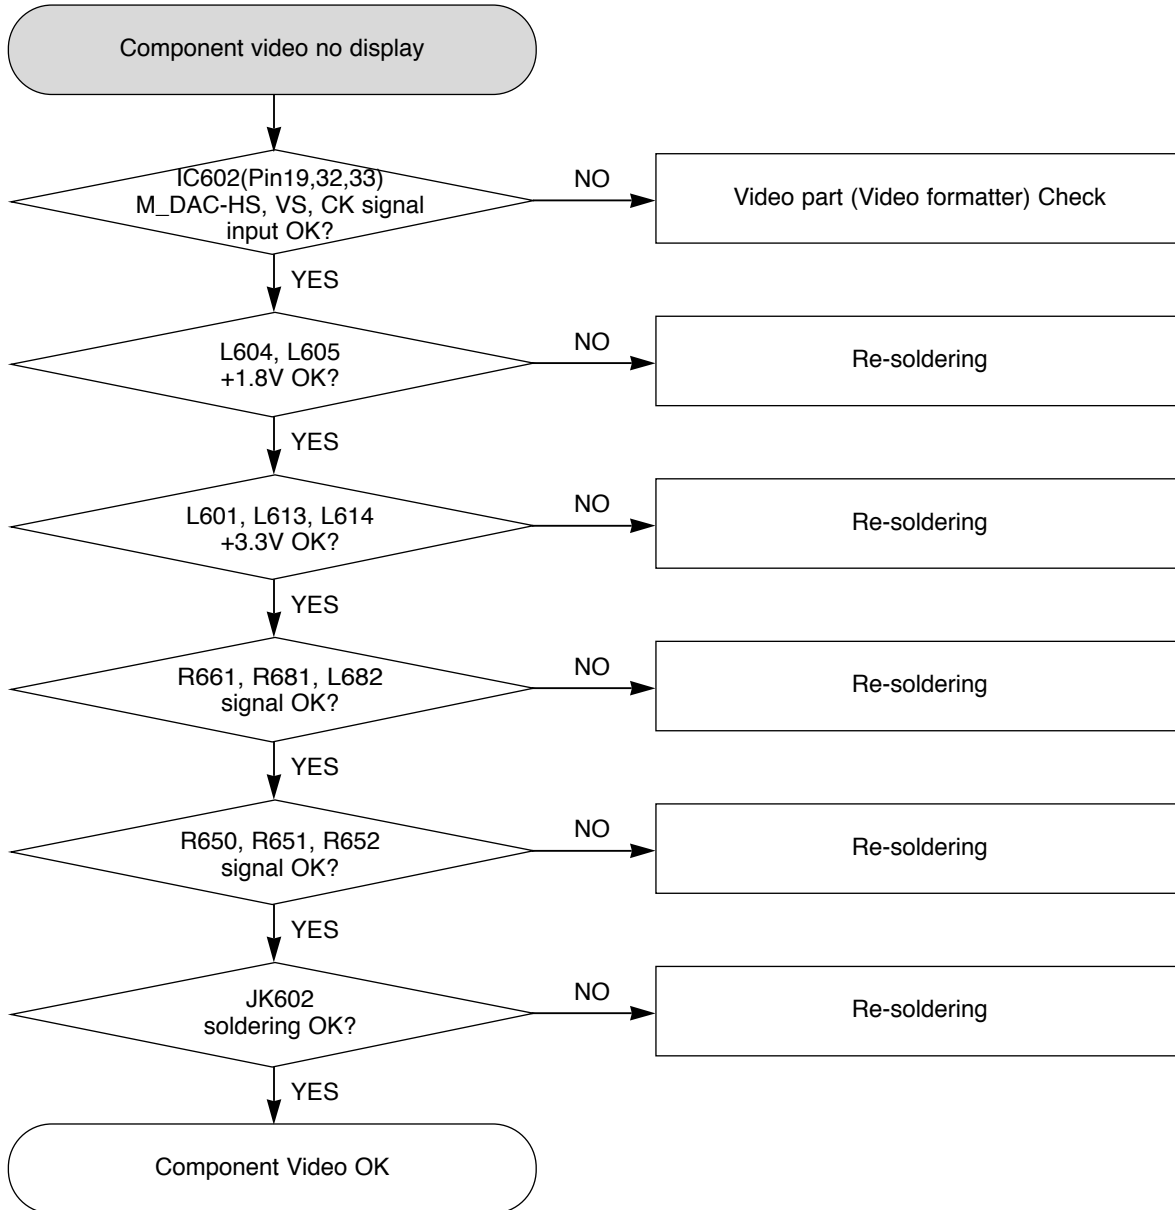 Component video no display
IC602(Pin19,32,33)
M_DAC-HS, VS, CK signal
input OK?
NO
Video part (Video formatter) Check
YES
L604, L605
+1.8V OK?
NO
Re-soldering
YES
L601, L613, L614
+3.3V OK?
NO
Re-soldering
YES
R661, R681, L682
signal OK?
NO
Re-soldering
YES
R650, R651, R652
signal OK?
NO
Re-soldering
YES
JK602
soldering OK?
NO
Re-soldering
YES
Component Video OK